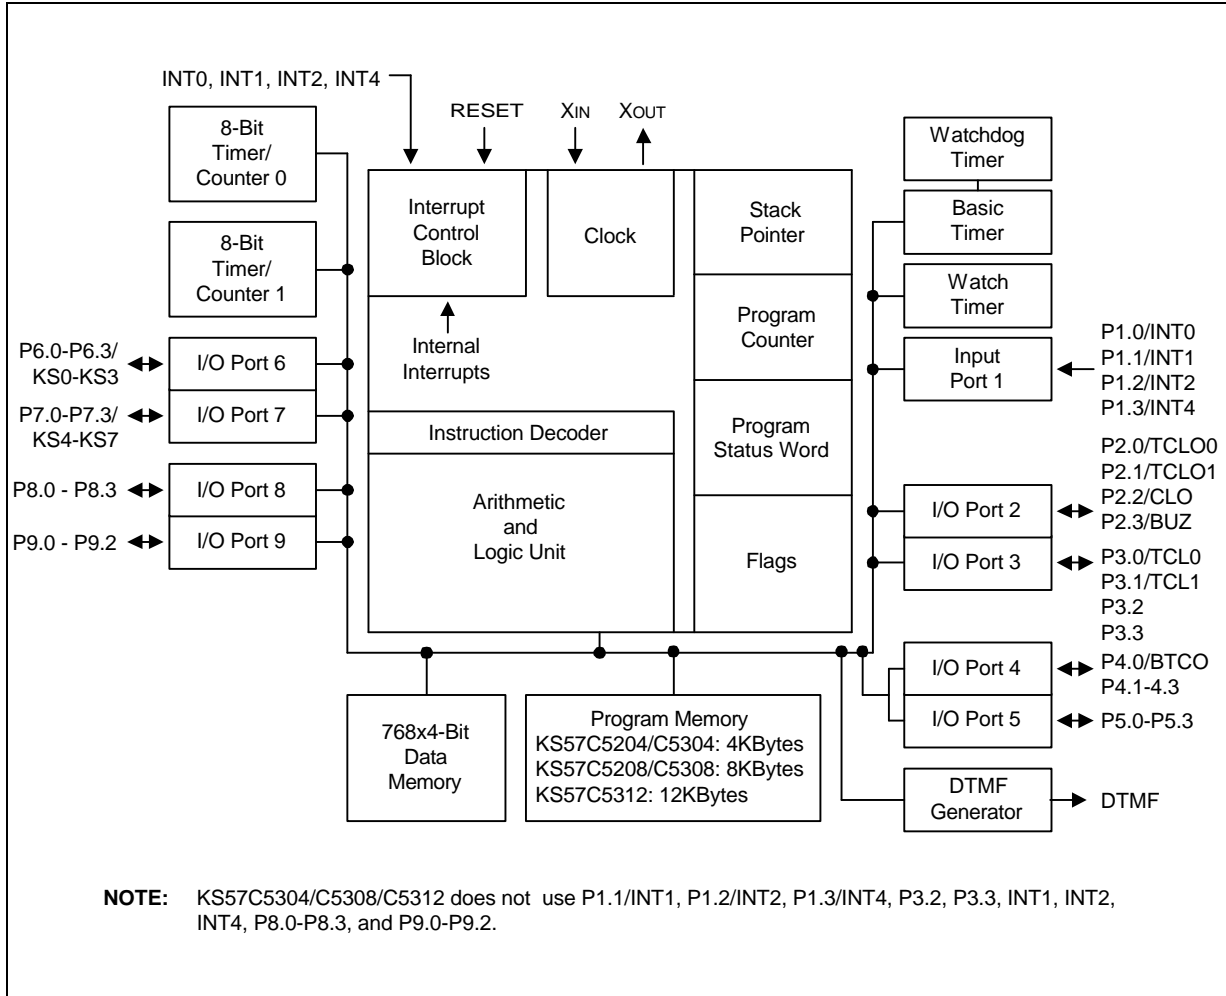 INT0, INT1, INT2, INT4
RESET
XIN
XOUT
8-Bit
Timer/
Counter 0
8-Bit
Timer/
Counter 1
P6.0-P6.3/
KS0-KS3
I/O Port 6
P7.0-P7.3/
KS4-KS7
I/O Port 7
P8.0 - P8.3
I/O Port 8
P9.0 - P9.2
I/O Port 9
Interrupt
Control
Block
Clock
Internal
Interrupts
Instruction Decoder
Arithmetic
and
Logic Unit
Stack
Pointer
Program
Counter
Program
Status Word
Flags
Watchdog
Timer
Basic
Timer
Watch
Timer
Input
Port 1
P1.0/INT0
P1.1/INT1
P1.2/INT2
P1.3/INT4
I/O Port 2
P2.0/TCLO0
P2.1/TCLO1
P2.2/CLO
P2.3/BUZ
I/O Port 3
P3.0/TCL0
P3.1/TCL1
P3.2
P3.3
I/O Port 4
P4.0/BTCO
P4.1-4.3
I/O Port 5
P5.0-P5.3
DTMF
Generator
DTMF
768x4-Bit
Data
Memory
Program Memory
KS57C5204/C5304: 4KBytes
KS57C5208/C5308: 8KBytes
KS57C5312: 12KBytes
NOTE: KS57C5304/C5308/C5312 does not use P1.1/INT1, P1.2/INT2, P1.3/INT4, P3.2, P3.3, INT1, INT2,
INT4, P8.0-P8.3, and P9.0-P9.2.